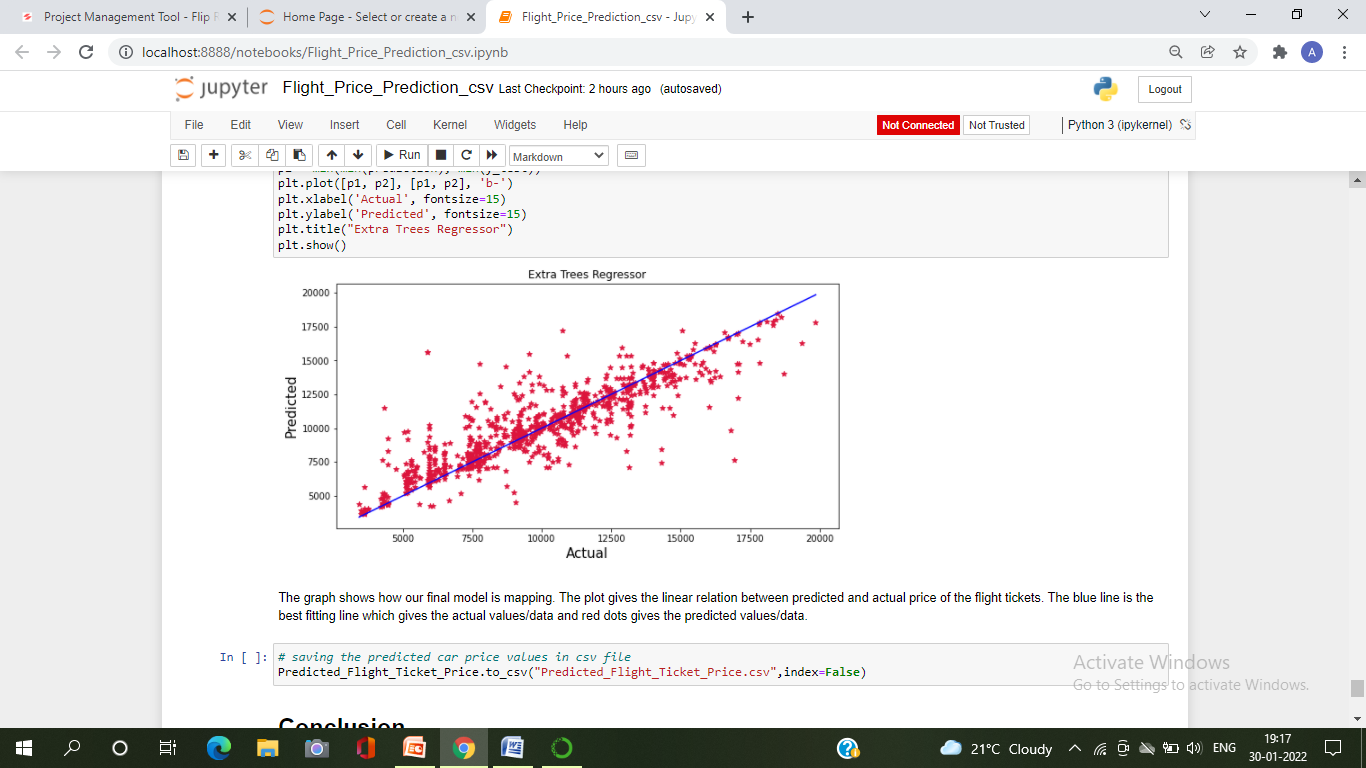 Project Management Tool - Flip R
Home Page - Select or create a n
Flight_Price_Prediction_csv - Jupy
localhost:8888/notebooks/Flight_Price_Prediction_csv.ipynb
A
jupyter Flight_Price_Prediction_csv Last Checkpoint: 2 hours ago (autosaved)
Logout
File Edit View Insert Cell Kernel Widgets Help
Not Connected Not Trusted Python 3 (ipykernel)
Run Markdown
plt.plot([p1, p2], [p1, p2], 'b-')
plt.xlabel('Actual', fontsize=15)
plt.ylabel('Predicted', fontsize=15)
plt.title("Extra Trees Regressor")
plt.show()
Extra Trees Regressor
20000
17500
15000
12500
10000
7500
5000
Predicted
5000 7500 10000 12500 15000 17500 20000
Actual
The graph shows how our final model is mapping. The plot gives the linear relation between predicted and actual price of the flight tickets. The blue line is the
best fitting line which gives the actual values/data and red dots gives the predicted values/data.
In [ ]: # saving the predicted car price values in csv file
Predicted_Flight_Ticket_Price.to_csv("Predicted_Flight_Ticket_Price.csv",index=False)
Activate Windows
Go to Settings to activate Windows.
Conclusion
21°C Cloudy
ENG
19:17
30-01-2022